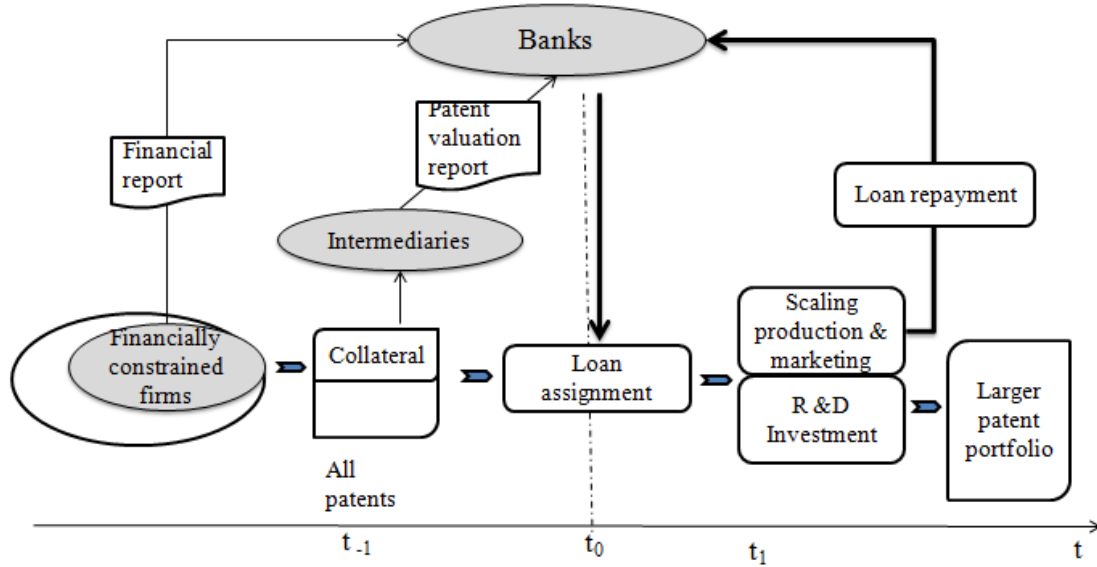 Banks
Financial
report
Patent
valuation
report
Loan repayment
Intermediaries
Financially
constrained
firms
Collateral
All
patents
Loan
assignment
Scaling
production &
marketing
R &D
Investment
Larger
patent
portfolio
t -1
t0
t1
t